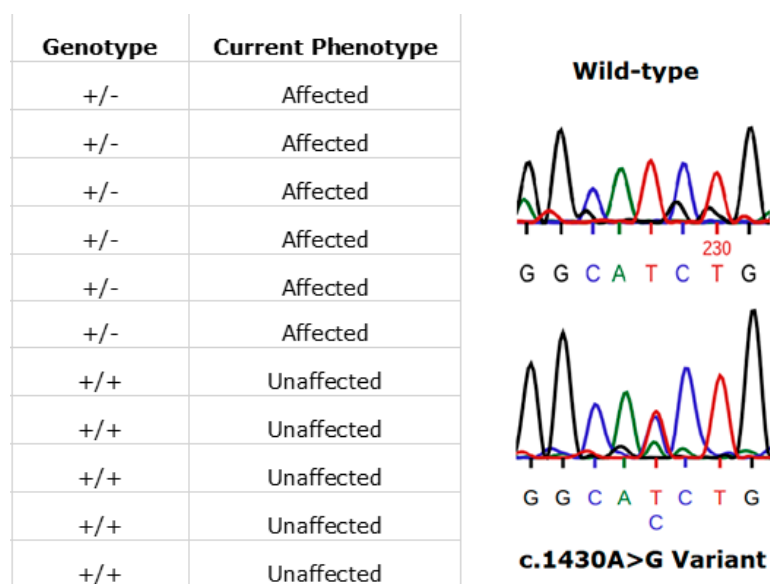 Genotype Current Phenotype
+/- Affected
+/- Affected
+/- Affected
+/- Affected
+/- Affected
+/- Affected
+/+ Unaffected
+/+ Unaffected
+/+ Unaffected
+/+ Unaffected
+/+ Unaffected
Wild-type
230
G G C A T C T G
G G C A T C T G
C
c.1430A>G Variant